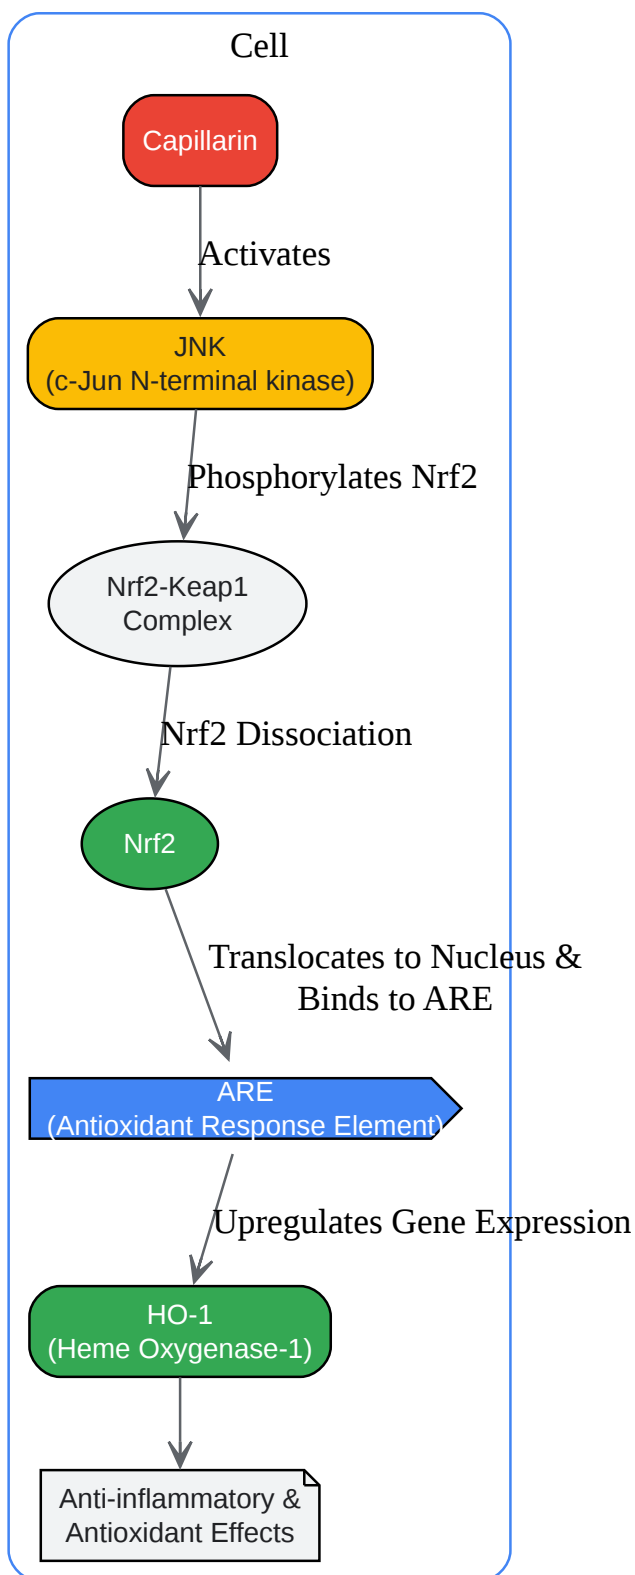 Cell
Capillarin
Activates
JNK
(c-Jun N-terminal kinase)
Phosphorylates Nrf2
Nrf2-Keap1
Complex
Nrf2 Dissociation
Nrf2
Translocates to Nucleus &
Binds to ARE
ARE
(Antioxidant Response Element)
Upregulates Gene Expression
HO-1
(Heme Oxygenase-1)
Anti-inflammatory &
Antioxidant Effects